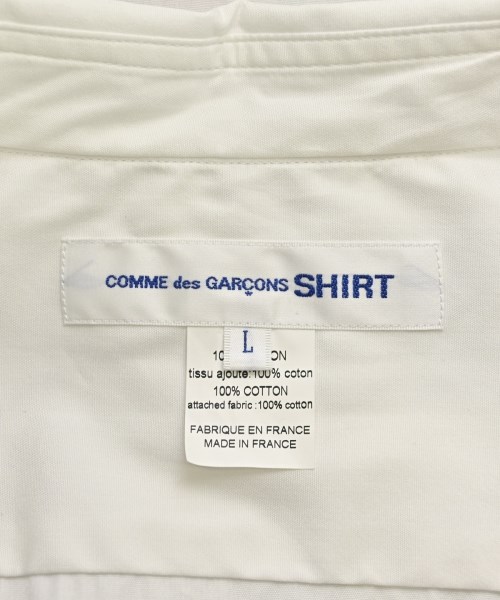 COMME des GARÇONS SHIRT
L
tissu ajoute:100% coton
100% COTTON
attached fabric :100% cotton
FABRIQUE EN FRANCE
MADE IN FRANCE